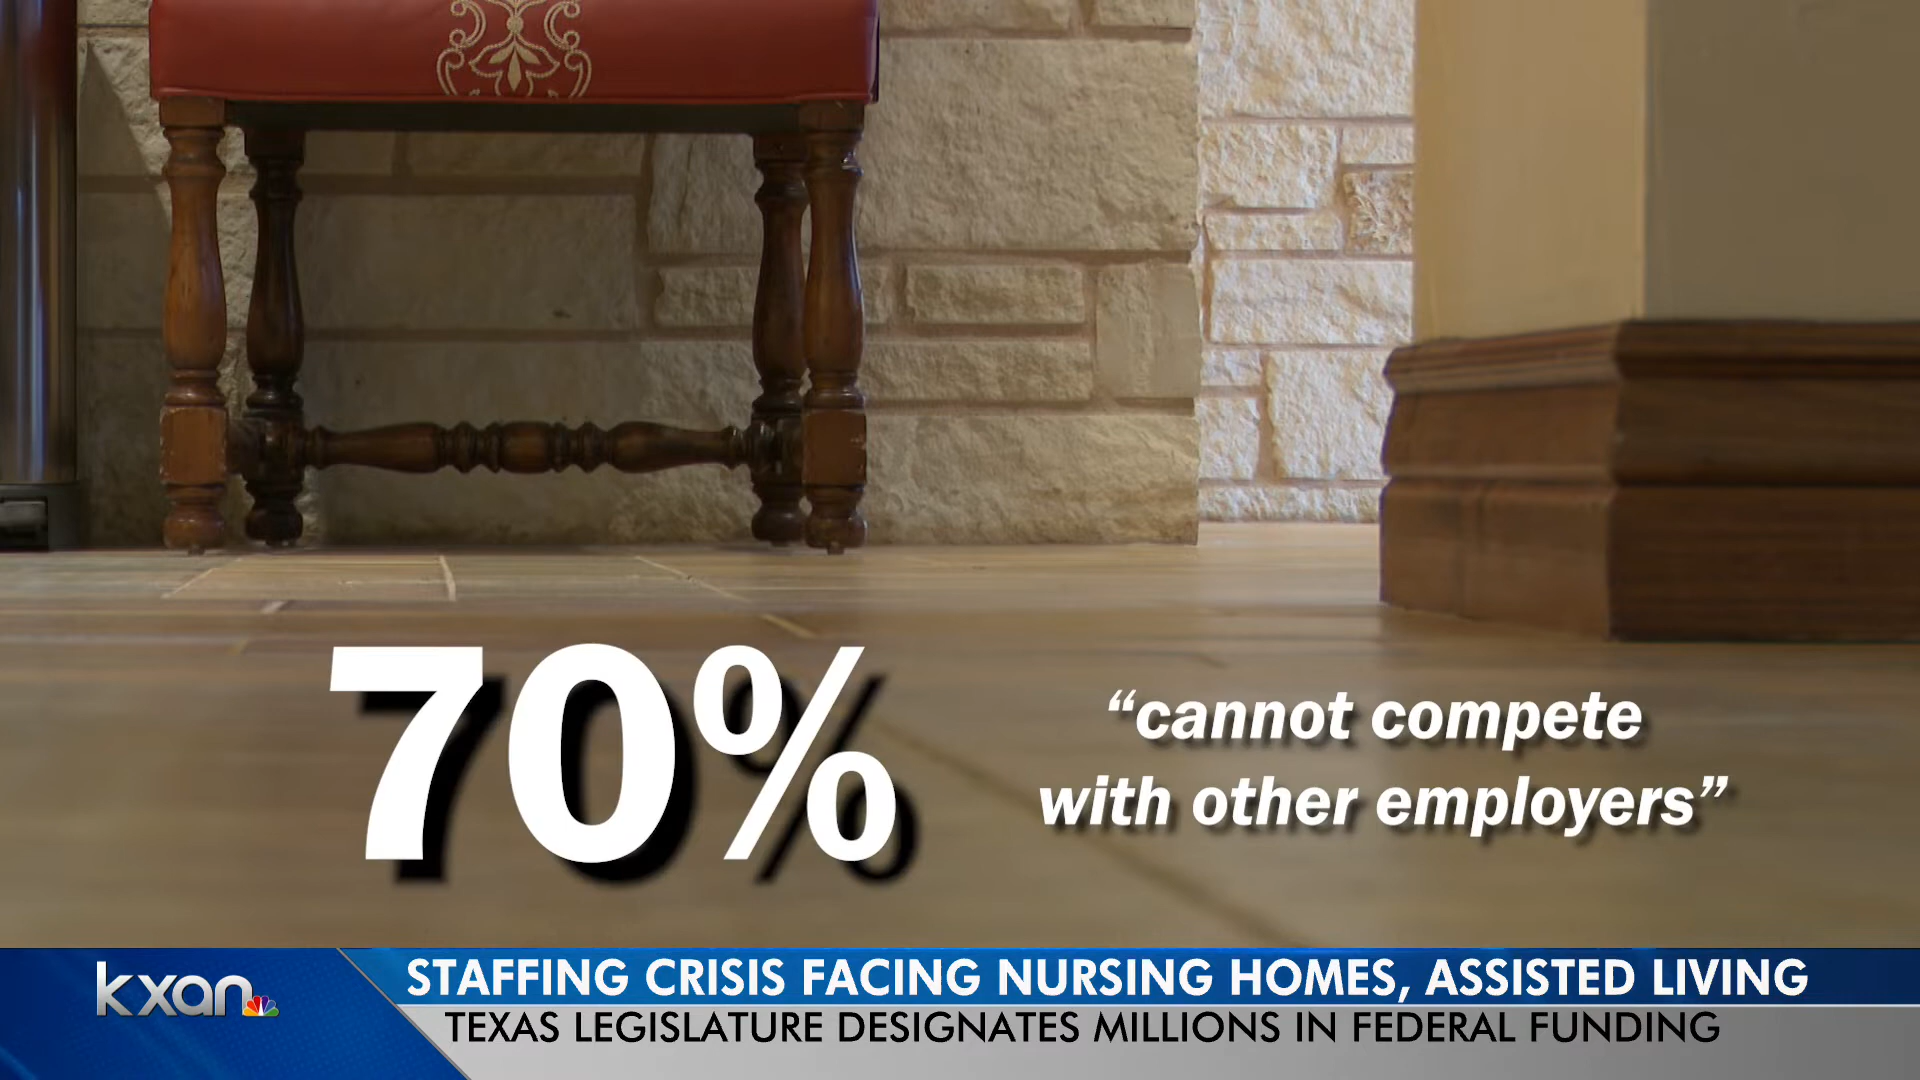 70%
“cannot compete
with other employers”
kxan
STAFFING CRISIS FACING NURSING HOMES, ASSISTED LIVING
TEXAS LEGISLATURE DESIGNATES MILLIONS IN FEDERAL FUNDING